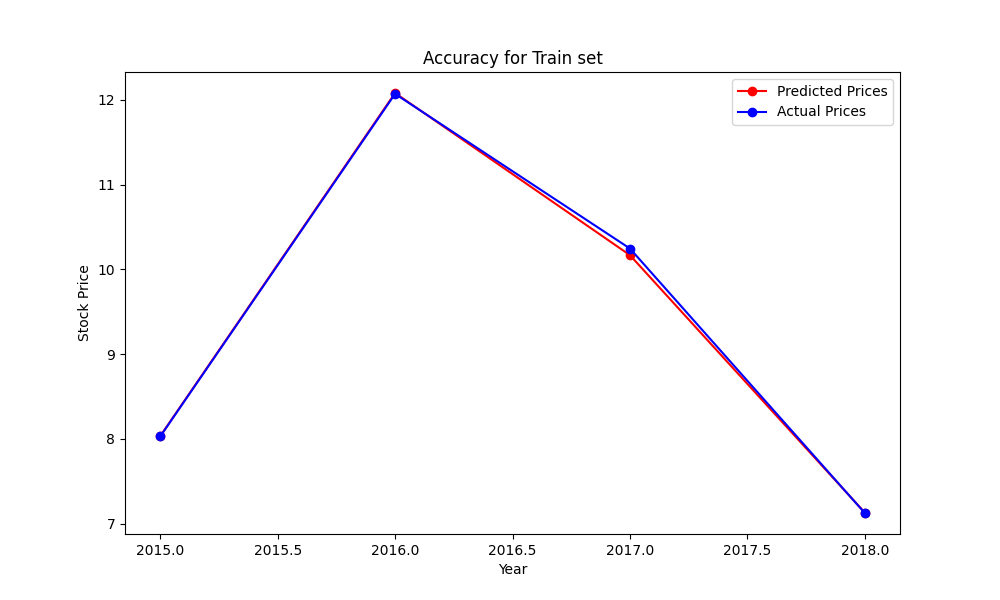 Accuracy for Train set
Predicted Prices
Actual Prices
12
11
10
9
8
7
Stock Price
2015.0 2015.5 2016.0 2016.5 2017.0 2017.5 2018.0
Year